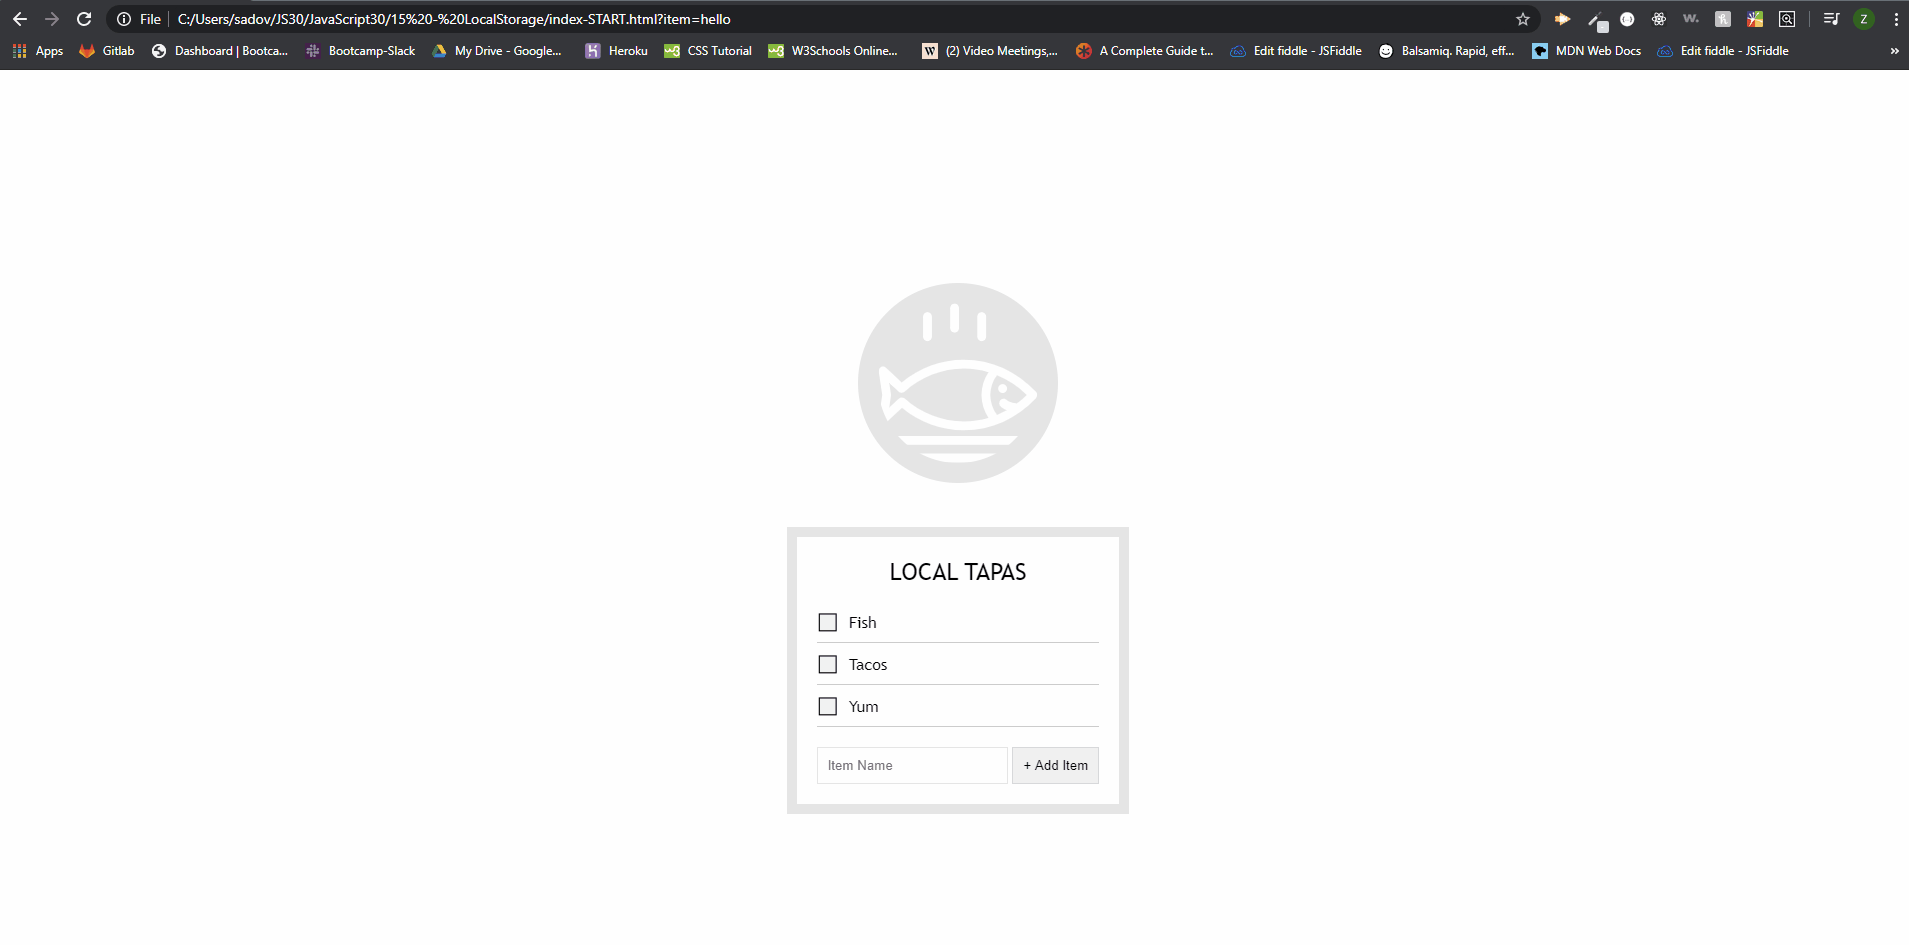 File C:/Users/sadov/JS30/JavaScript30/15%20-%20LocalStorage/index-START.html?item=hello w. Z
Apps Gitlab Dashboard | Bootca... Bootcamp-Slack My Drive - Google... Heroku CSS Tutorial W3Schools Online... W (2) Video Meetings,... A Complete Guide t... Edit fiddle - JSFiddle Balsamiq. Rapid, eff... MDN Web Docs Edit fiddle - JSFiddle »
LOCAL TAPAS
Fish
Tacos
Yum
Item Name + Add Item